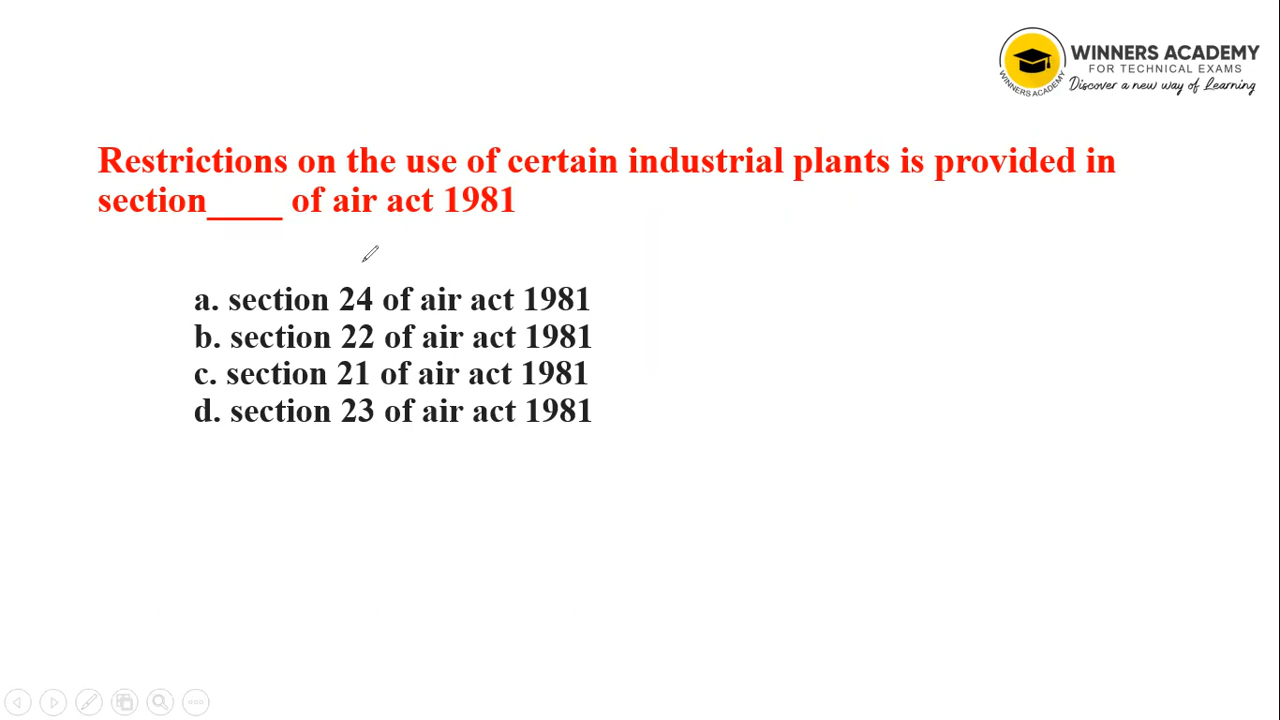 WINNERS ACADEMY
FOR TECHNICAL EXAMS
Discover a new way of Learning
WINNERS ACADEMY
Restrictions on the use of certain industrial plants is provided in
section____ of air act 1981
a. section 24 of air act 1981
b. section 22 of air act 1981
c. section 21 of air act 1981
d. section 23 of air act 1981